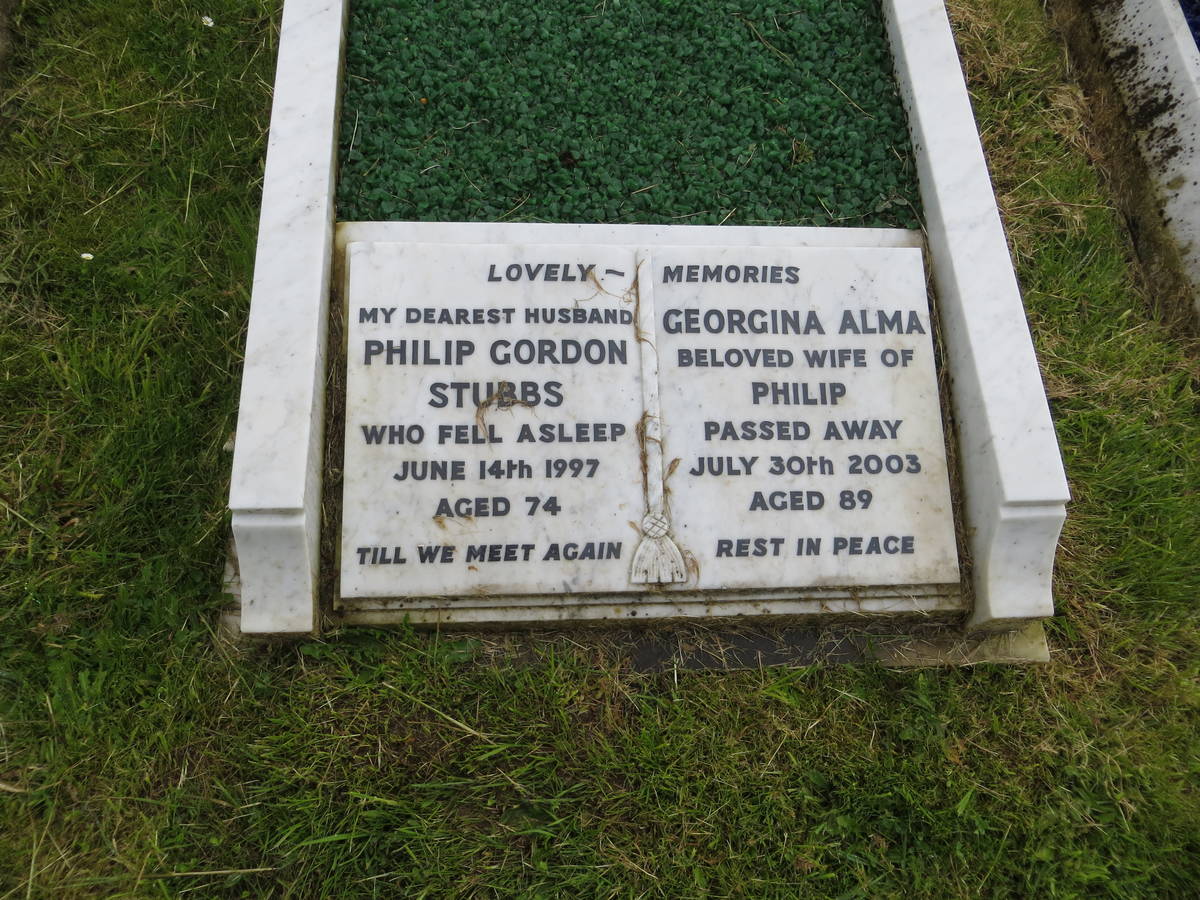 LOVELY ~ MEMORIES
MY DEAREST HUSBAND
PHILIP GORDON
STUBBS
WHO FELL ASLEEP
JUNE 14th 1997
AGED 74
TILL WE MEET AGAIN
GEORGINA ALMA
BELOVED WIFE OF
PHILIP
PASSED AWAY
JULY 30th 2003
AGED 89
REST IN PEACE